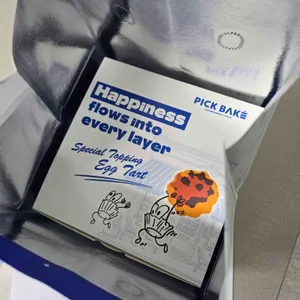 PICK BAKE
Happiness
flows into
every layer
Special Topping
Egg Tart